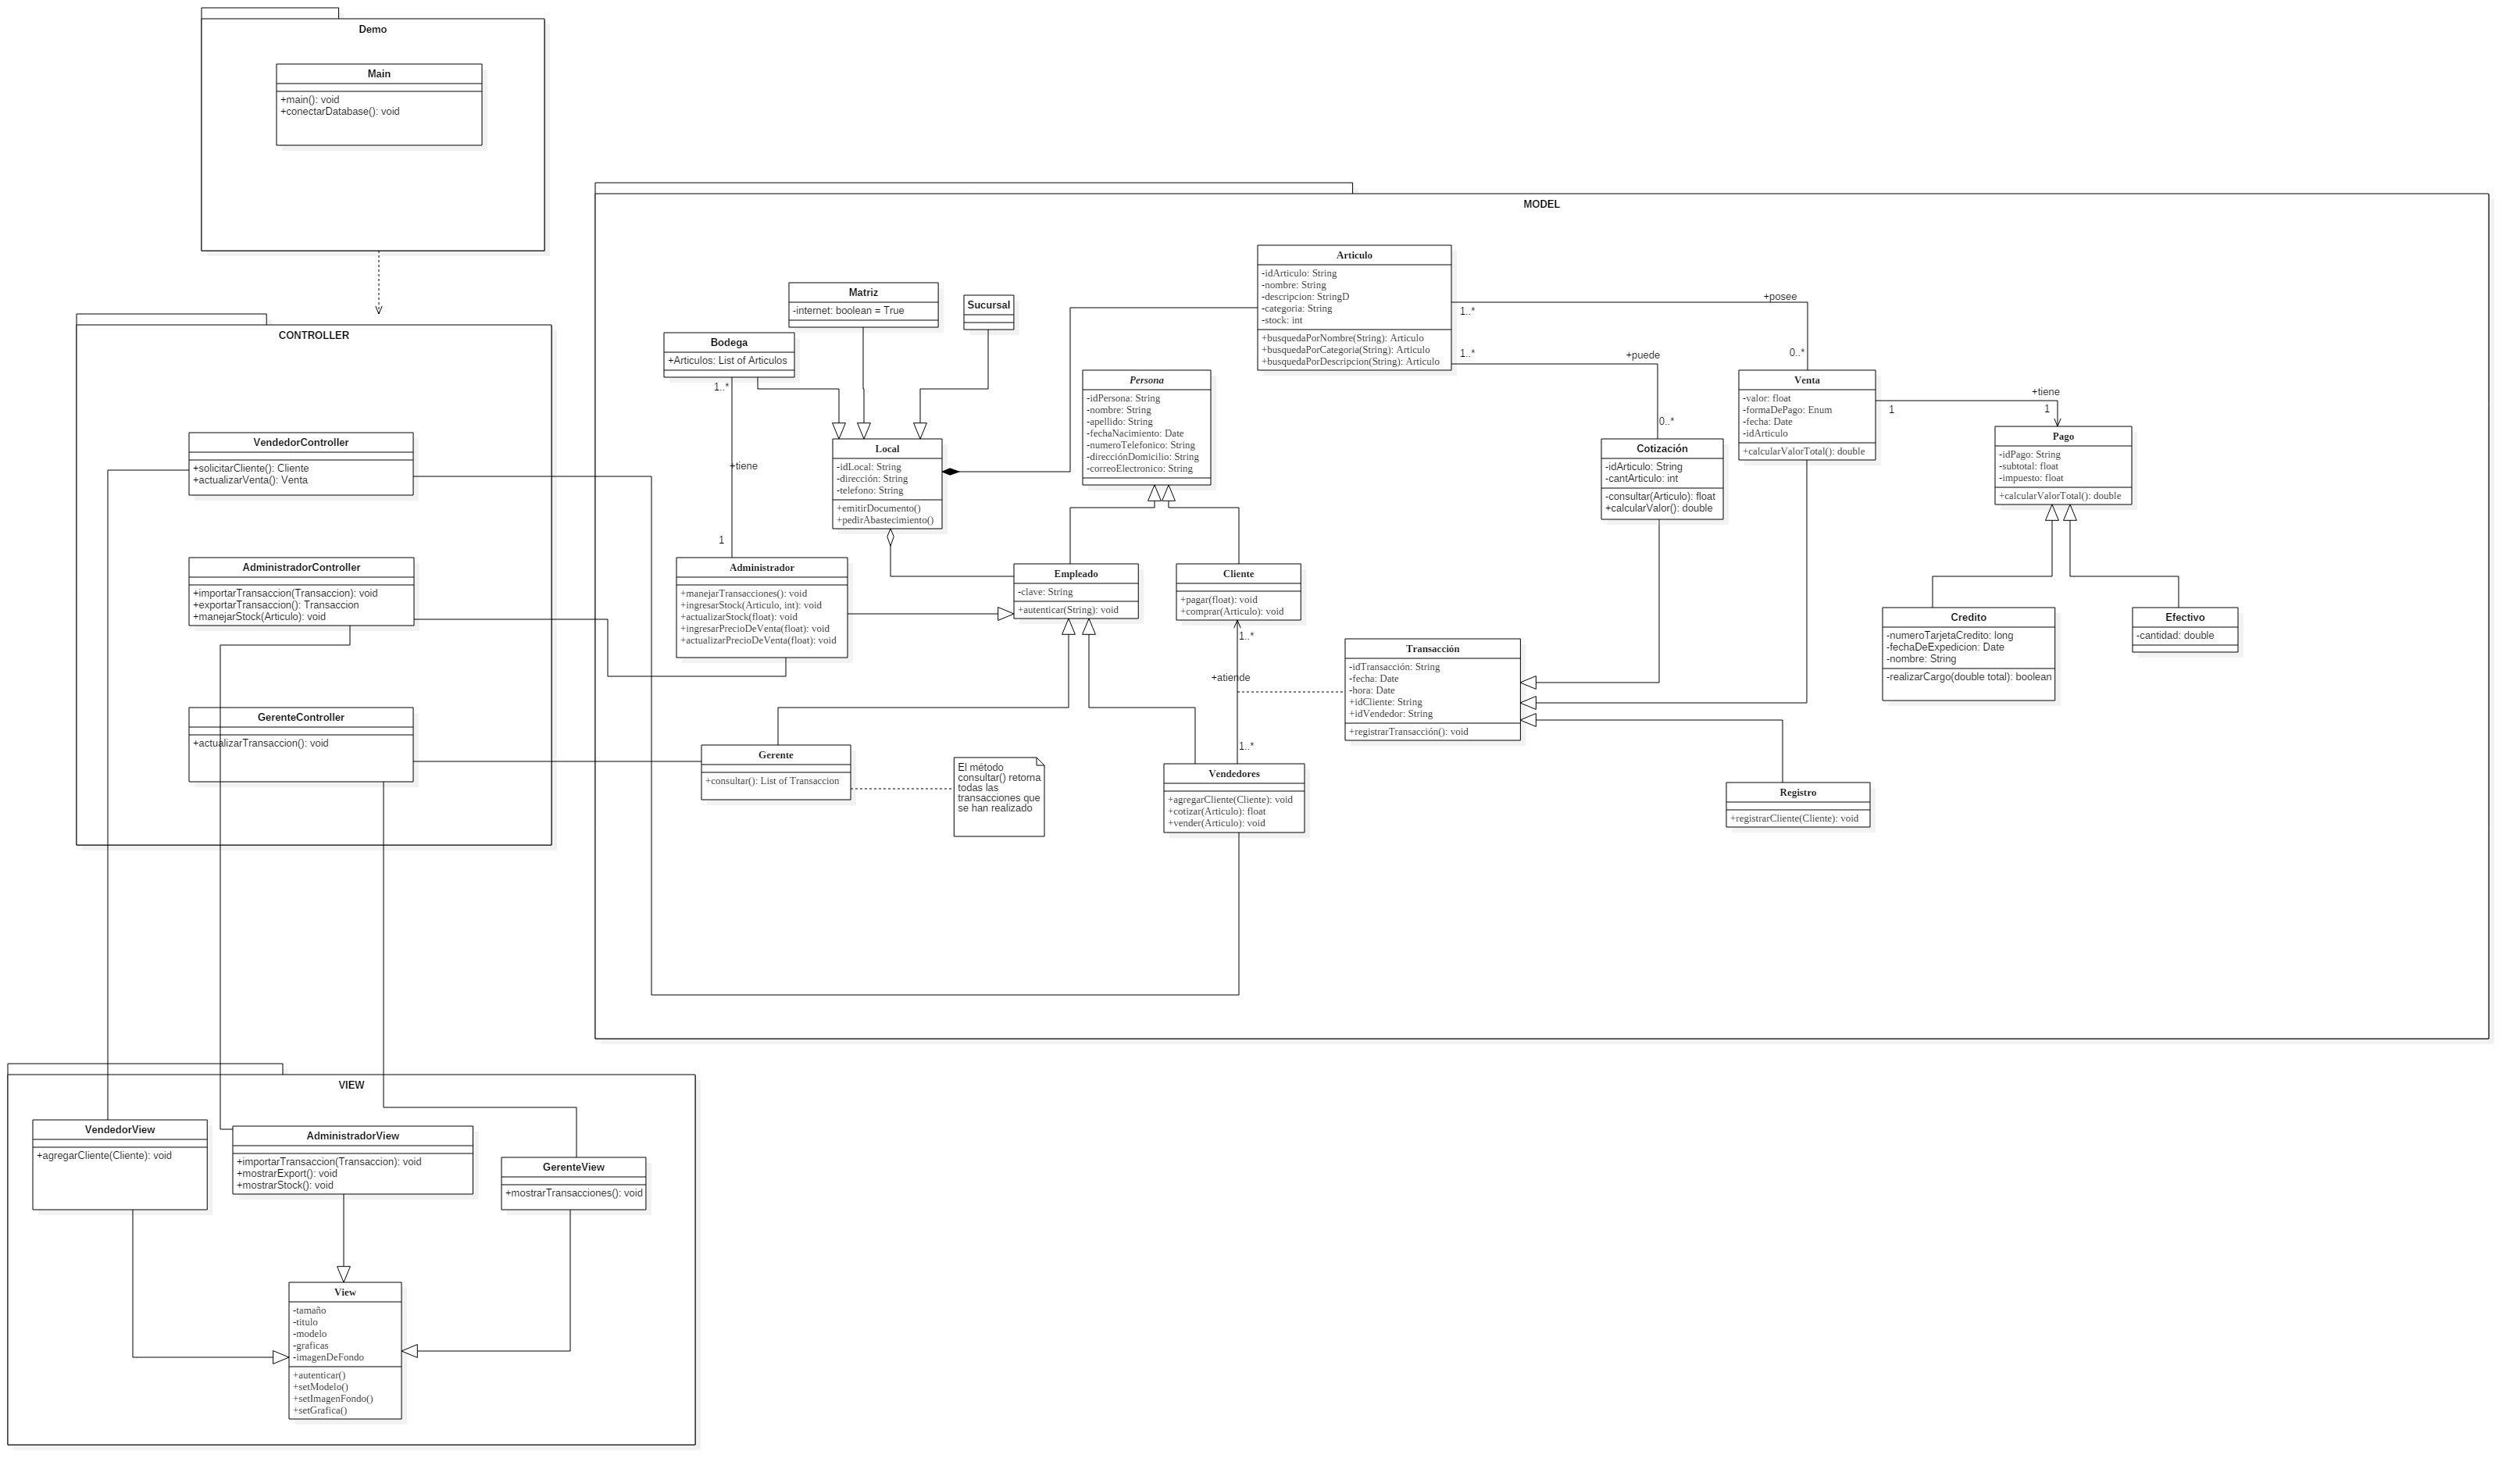 Demo
Main
+main(): void
+conectarDatabase(): void
CONTROLLER
VendedorController
+solicitarCliente(): Cliente
+actualizarVenta(): Venta
AdministradorController
+importarTransaccion(Transaccion): void
+exportarTransaccion(): Transaccion
+manejarStock(Articulo): void
GerenteController
+actualizarTransaccion(): void
MODEL
Articulo
-idArticulo: String
-nombre: String
-descripcion: StringD
-categoria: String
-stock: int
+busquedaPorNombre(String): Articulo
+busquedaPorCategoria(String): Articulo
+busquedaPorDescripcion(String): Articulo
Matriz
-internet: boolean = True
Sucursal
Bodega
+Articulos: List of Articulos
1..*
+tiene
1
Local
-idLocal: String
-dirección: String
-telefono: String
+emitirDocumento()
+pedirAbastecimiento()
Persona
-idPersona: String
-nombre: String
-apellido: String
-fechaNacimiento: Date
-numeroTelefonico: String
-direcciónDomicilio: String
-correoElectronico: String
+posee
1..*
0..*
+puede
1..*
0..*
Venta
-valor: float
-formaDePago: Enum
-fecha: Date
-idArticulo
+calcularValorTotal(): double
+tiene
1
1
Pago
-idPago: String
-subtotal: float
-impuesto: float
+calcularValorTotal(): double
Cotización
-idArticulo: String
-cantArticulo: int
-consultar(Articulo): float
+calcularValor(): double
Administrador
+manejarTransacciones(): void
+ingresarStock(Articulo, int): void
+actualizarStock(float): void
+ingresarPrecioDeVenta(float): void
+actualizarPrecioDeVenta(float): void
Empleado
-clave: String
+autenticar(String): void
Cliente
+pagar(float): void
+comprar(Articulo): void
1..*
+atiende
1..*
Transacción
-idTransacción: String
-fecha: Date
-hora: Date
+idCliente: String
+idVendedor: String
+registrarTransacción(): void
Credito
-numeroTarjetaCredito: long
-fechaDeExpedicion: Date
-nombre: String
-realizarCargo(double total): boolean
Efectivo
-cantidad: double
Gerente
+consultar(): List of Transaccion
El método
consultar() retorna
todas las
transacciones que
se han realizado
Vendedores
+agregarCliente(Cliente): void
+cotizar(Articulo): float
+vender(Articulo): void
Registro
+registrarCliente(Cliente): void
VIEW
VendedorView
+agregarCliente(Cliente): void
AdministradorView
+importarTransaccion(Transaccion): void
+mostrarExport(): void
+mostrarStock(): void
GerenteView
+mostrarTransacciones(): void
View
-tamaño
-titulo
-modelo
-graficas
-imagenDeFondo
+autenticar()
+setModelo()
+setImagenFondo()
+setGrafica()